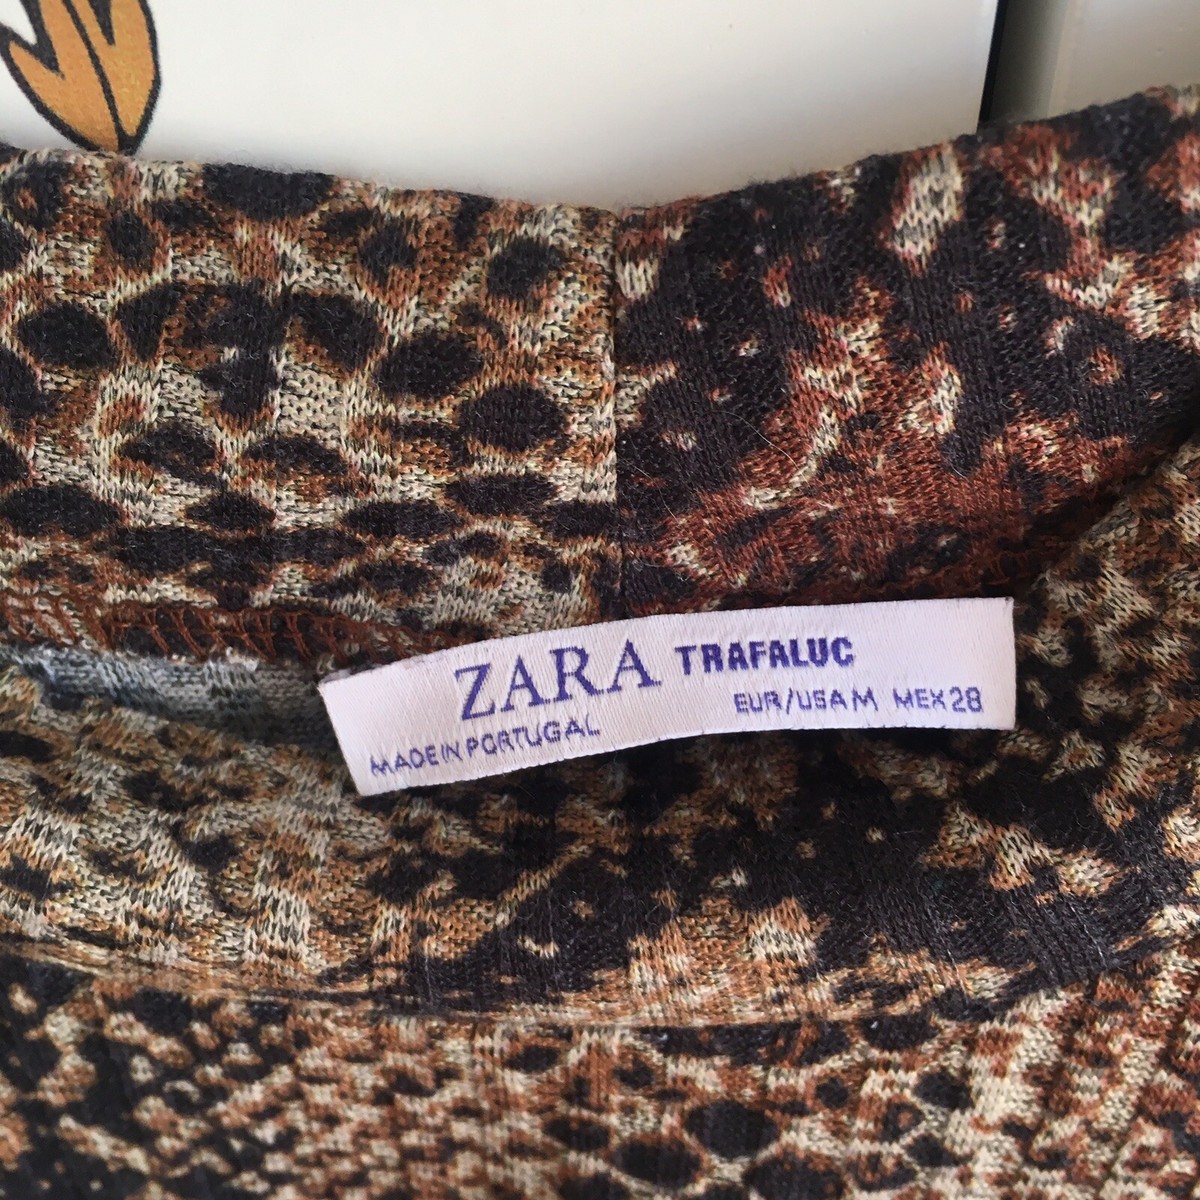 ZARA TRAFALUC
EUR/USA M MEX 28
MADE IN PORTUGAL